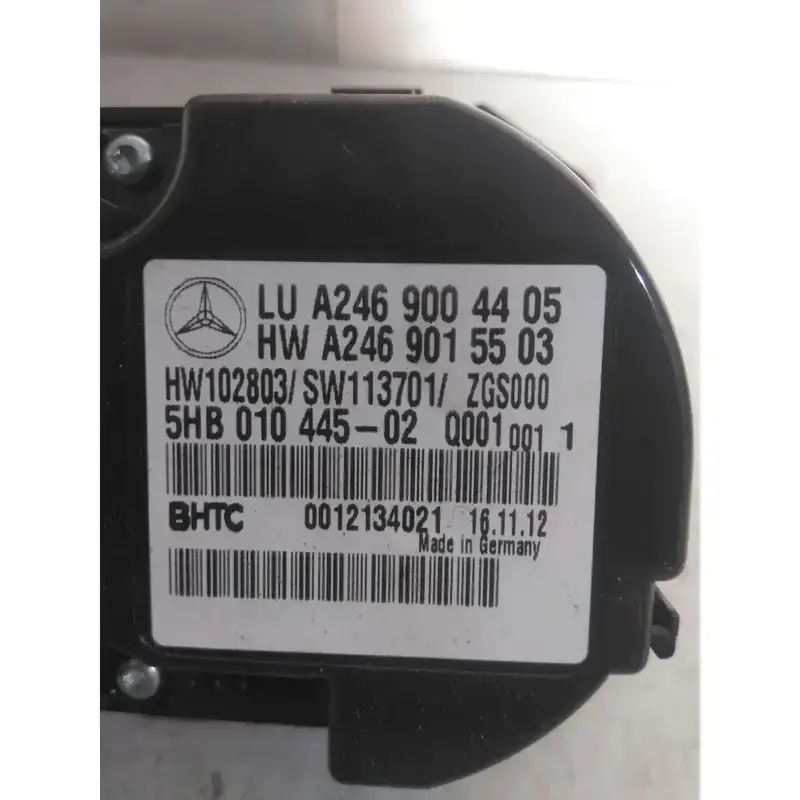 LU A246 900 44 05
HW A246 901 55 03
HW102803/ SW113701/ ZGS000
5HB 010 445-02 Q001 001 1
BHTC 0012134021 16.11.12
Made in Germany